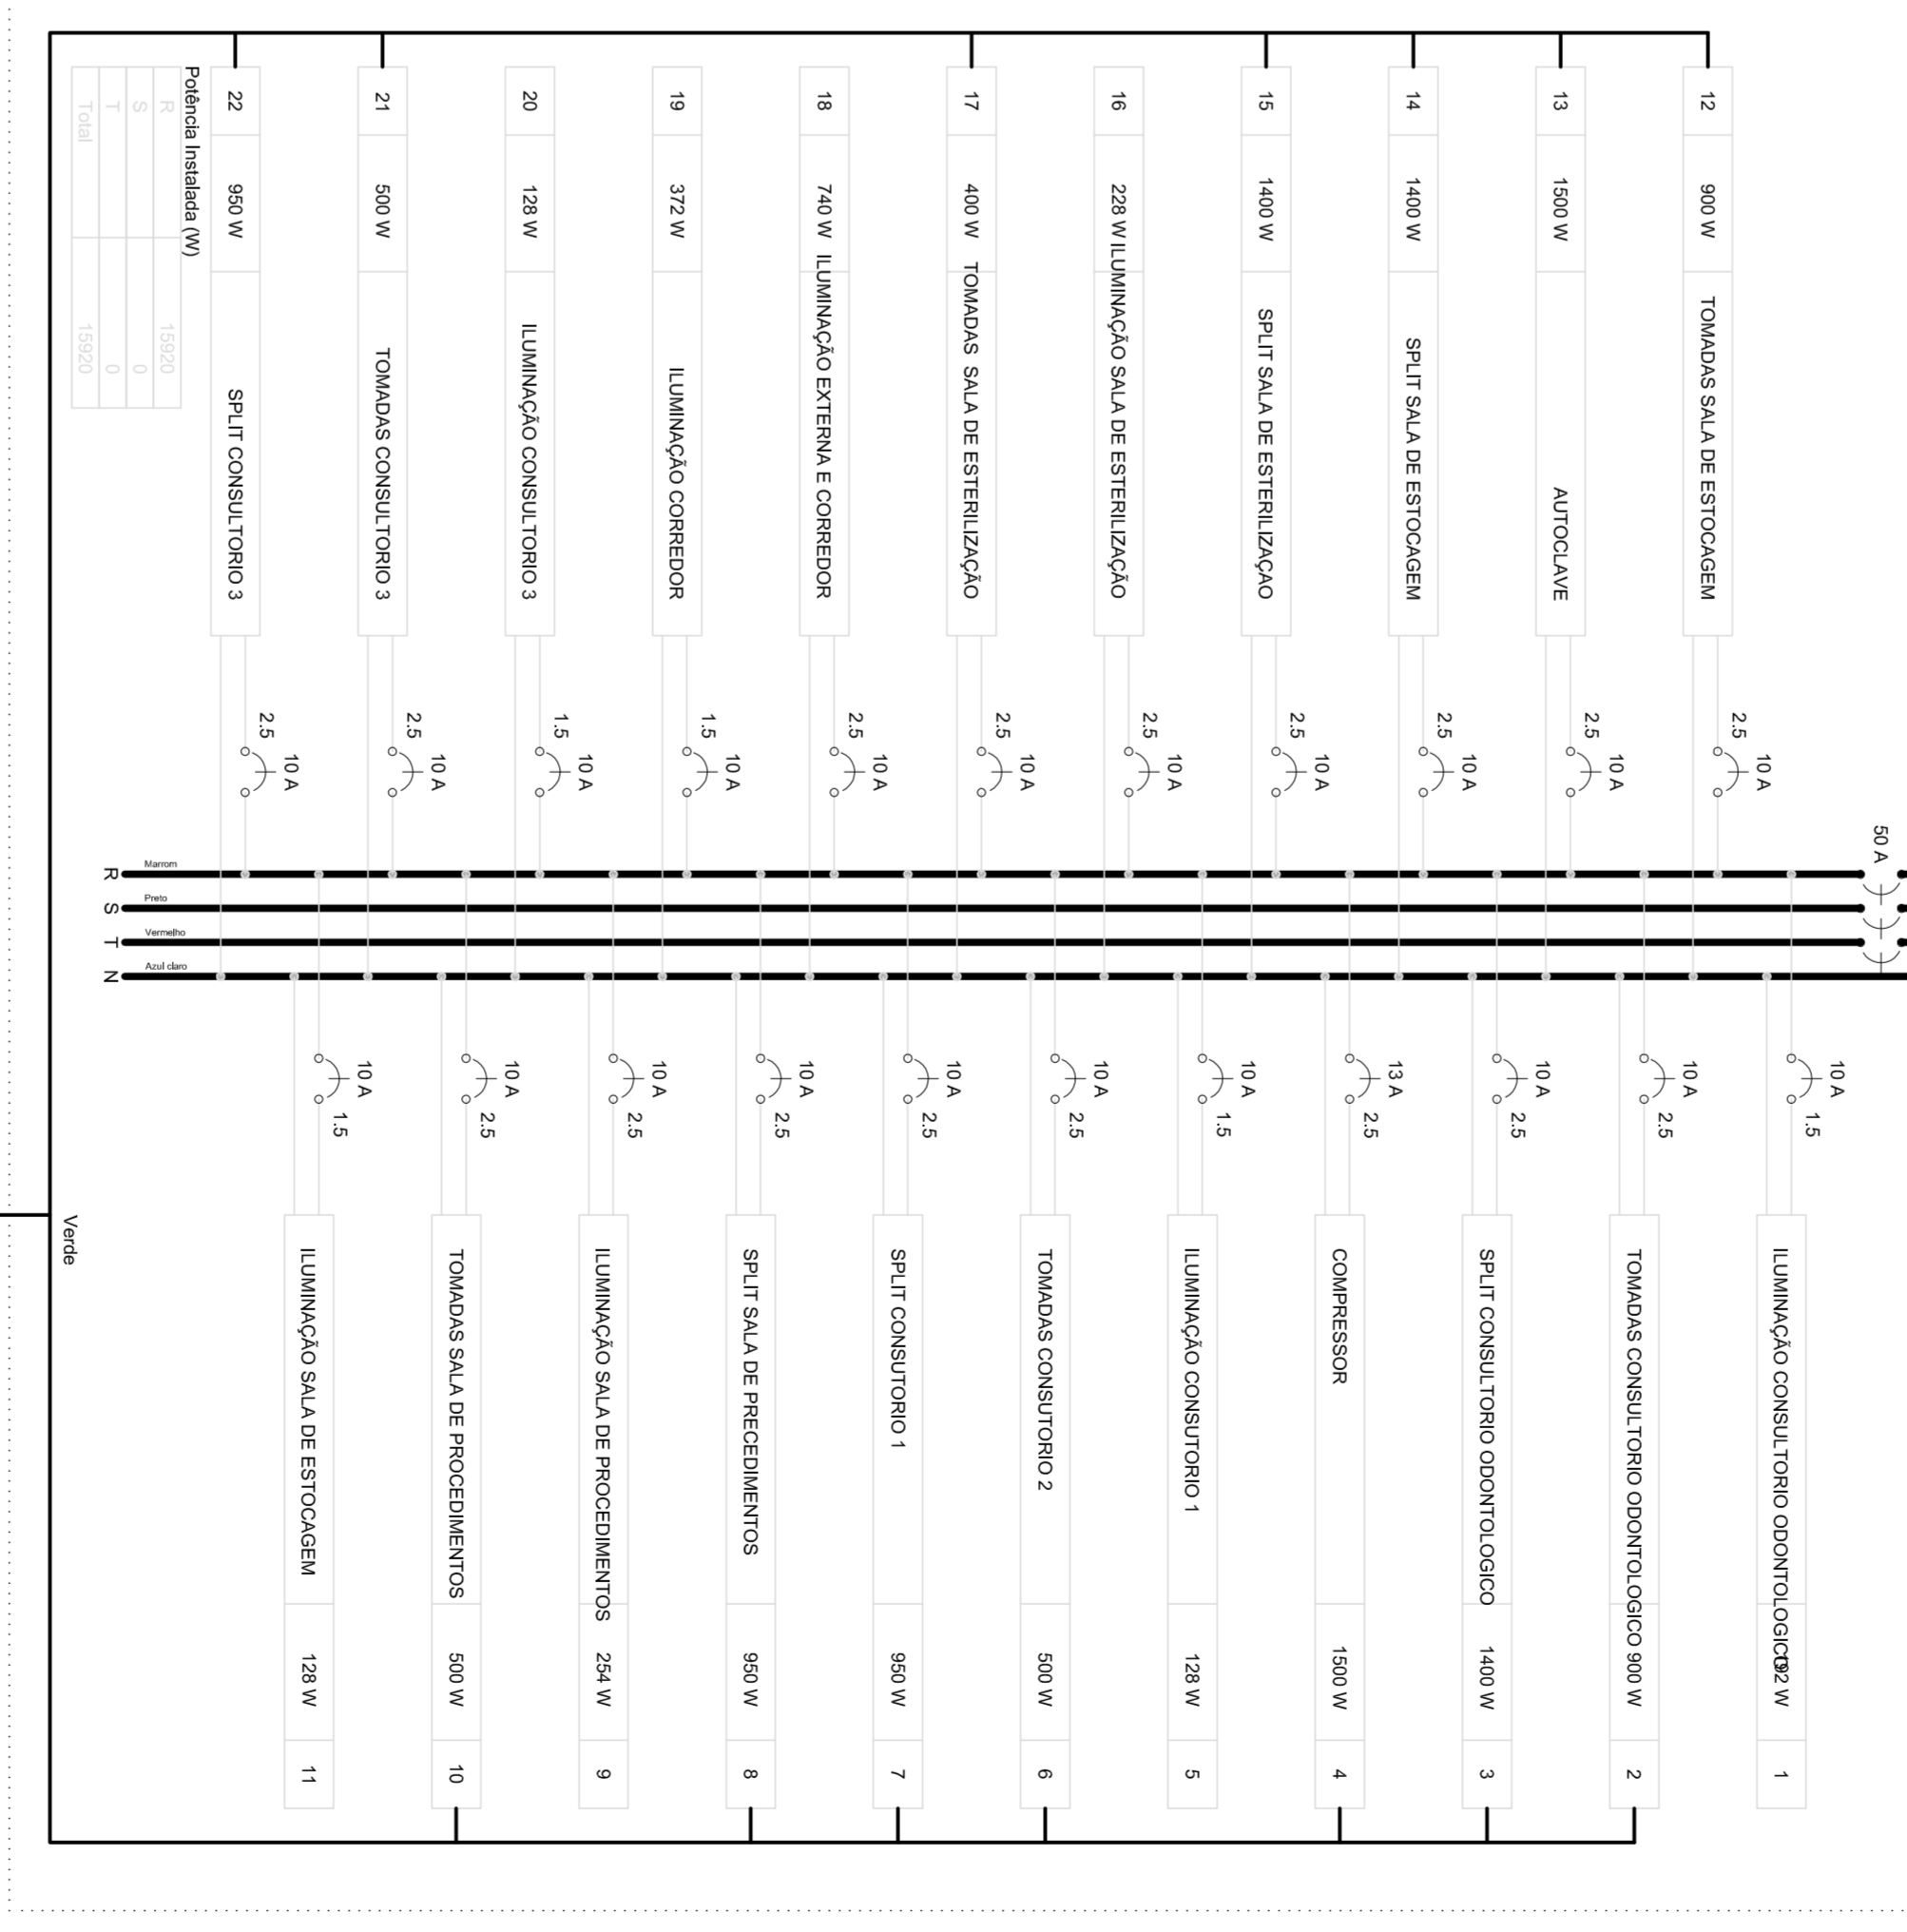 50 A
10 A
1.5
ILUMINAÇÃO CONSULTORIO ODONTOLOGICO 192 W 1
10 A
2.5
12 900 W TOMADAS SALA DE ESTOCAGEM
10 A
2.5
TOMADAS CONSULTORIO ODONTOLOGICO 900 W 2
10 A
2.5
13 1500 W AUTOCLAVE
10 A
2.5
SPLIT CONSULTORIO ODONTOLOGICO 1400 W 3
10 A
2.5
14 1400 W SPLIT SALA DE ESTOCAGEM
13 A
2.5
COMPRESSOR 1500 W 4
10 A
2.5
15 1400 W SPLIT SALA DE ESTERILIZAÇAO
10 A
1.5
ILUMINAÇÃO CONSUTORIO 1 128 W 5
10 A
2.5
16 228 W ILUMINAÇÃO SALA DE ESTERILIZAÇÃO
10 A
2.5
TOMADAS CONSUTORIO 2 500 W 6
10 A
2.5
17 400 W TOMADAS SALA DE ESTERILIZAÇÃO
10 A
2.5
SPLIT CONSUTORIO 1 950 W 7
10 A
2.5
18 740 W ILUMINAÇÃO EXTERNA E CORREDOR
10 A
2.5
SPLIT SALA DE PRECEDIMENTOS 950 W 8
10 A
1.5
19 372 W ILUMINAÇÃO CORREDOR
10 A
2.5
ILUMINAÇÃO SALA DE PROCEDIMENTOS 254 W 9
10 A
1.5
20 128 W ILUMINAÇÃO CONSULTORIO 3
10 A
2.5
TOMADAS SALA DE PROCEDIMENTOS 500 W 10
10 A
2.5
21 500 W TOMADAS CONSULTORIO 3
10 A
1.5
ILUMINAÇÃO SALA DE ESTOCAGEM 128 W 11
10 A
2.5
22 950 W SPLIT CONSULTORIO 3
Marrom
Preto
Vermelho
Azul claro
R S T N
Potência Instalada (W)
R 15920
S 0
T 0
Total 15920
Verde